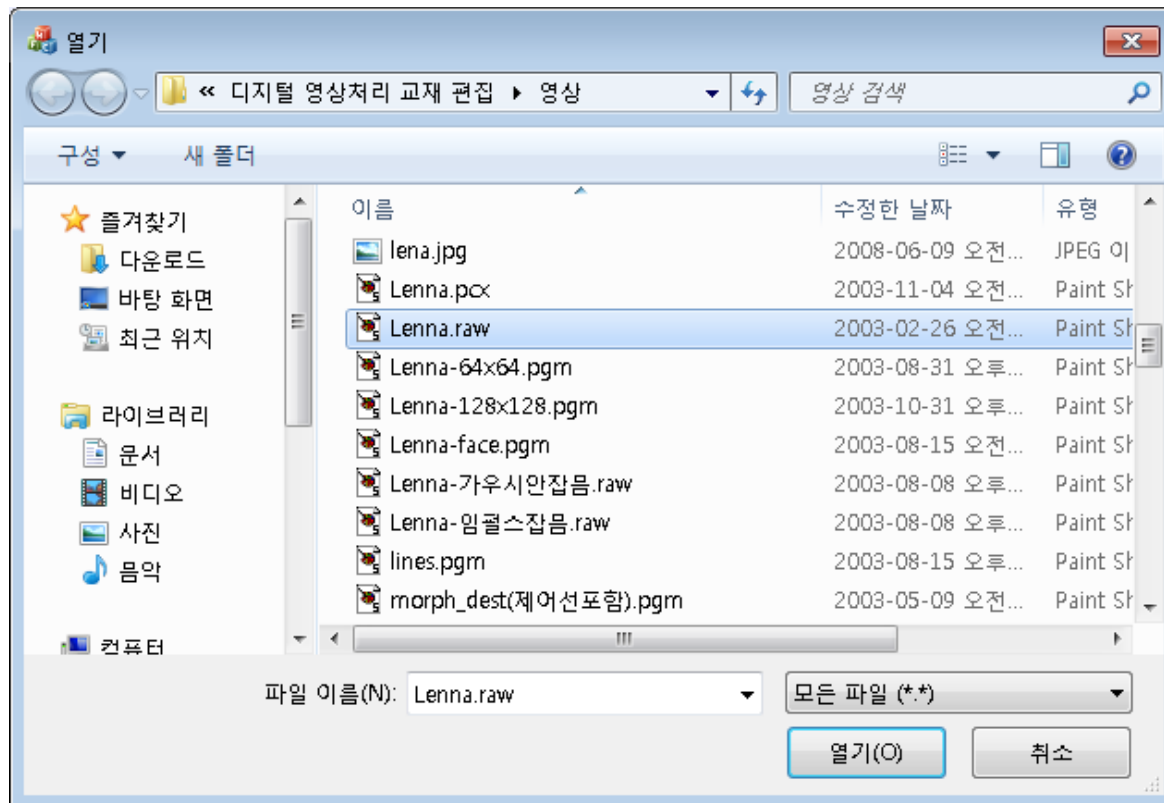 열기
« 디지털 영상처리 교재 편집 ▸ 영상
영상 검색
구성 새 폴더
이름 수정한 날짜 유형
즐겨찾기
다운로드
바탕 화면
최근 위치
라이브러리
문서
비디오
사진
음악
컴퓨터
lena.jpg 2008-06-09 오전... JPEG 이
Lenna.pcx 2003-11-04 오전... Paint Sh
Lenna.raw 2003-02-26 오전... Paint Sh
Lenna-64x64.pgm 2003-08-31 오후... Paint Sh
Lenna-128x128.pgm 2003-10-31 오후... Paint Sh
Lenna-face.pgm 2003-08-15 오전... Paint Sh
Lenna-가우시안잡음.raw 2003-08-08 오후... Paint Sh
Lenna-임펄스잡음.raw 2003-08-08 오후... Paint Sh
lines.pgm 2003-08-15 오후... Paint Sh
morph_dest(제어선포함).pgm 2003-05-09 오전... Paint Sh
파일 이름(N): Lenna.raw 모든 파일 (*.*)
열기(O) 취소